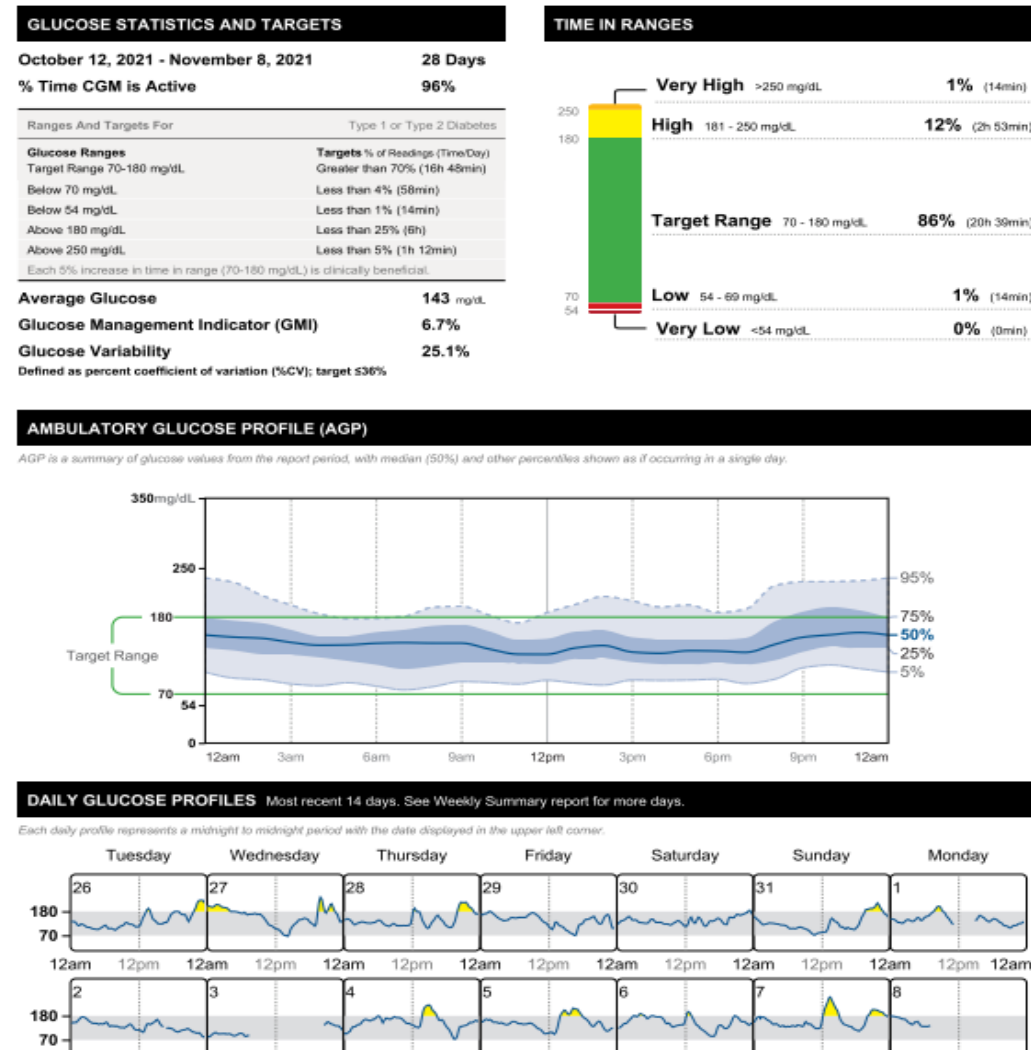 GLUCOSE STATISTICS AND TARGETS
October 12, 2021 - November 8, 2021 28 Days
% Time CGM is Active 96%
Ranges And Targets For Type 1 or Type 2 Diabetes
Glucose Ranges Targets % of Readings (Time/Day)
Target Range 70-180 mg/dL Greater than 70% (16h 48min)
Below 70 mg/dL Less than 4% (58min)
Below 54 mg/dL Less than 1% (14min)
Above 180 mg/dL Less than 25% (6h)
Above 250 mg/dL Less than 5% (1h 12min)
Each 5% increase in time in range (70-180 mg/dL) is clinically beneficial.
Average Glucose 143 mg/dL
Glucose Management Indicator (GMI) 6.7%
Glucose Variability 25.1%
Defined as percent coefficient of variation (%CV); target ≤36%
TIME IN RANGES
Very High >250 mg/dL 1% (14min)
250
High 181 - 250 mg/dL 12% (2h 53min)
180
Target Range 70 - 180 mg/dL 86% (20h 39min)
70
Low 54 - 69 mg/dL 1% (14min)
54
Very Low <54 mg/dL 0% (0min)
AMBULATORY GLUCOSE PROFILE (AGP)
AGP is a summary of glucose values from the report period, with median (50%) and other percentiles shown as if occurring in a single day.
350mg/dL
250
95%
180
75%
50%
Target Range
25%
5%
70
54
0
12am 3am 6am 9am 12pm 3pm 6pm 9pm 12am
DAILY GLUCOSE PROFILES Most recent 14 days. See Weekly Summary report for more days.
Each daily profile represents a midnight to midnight period with the date displayed in the upper left corner.
Tuesday Wednesday Thursday Friday Saturday Sunday Monday
26 27 28 29 30 31 1
180
70
12am 12pm 12am 12pm 12am 12pm 12am 12pm 12am 12pm 12am 12pm 12am 12pm 12am
2 3 4 5 6 7 8
180
70